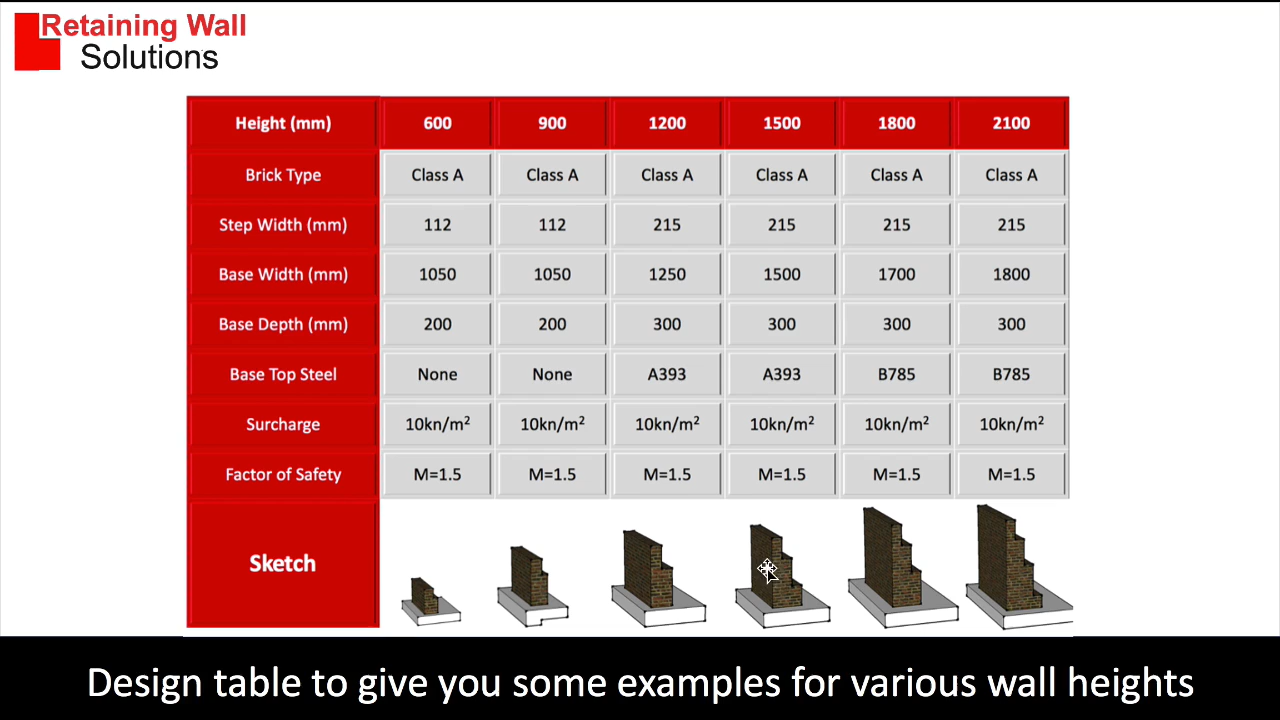 Retaining Wall
Solutions
Height (mm) 600 900 1200 1500 1800 2100
Brick Type Class A Class A Class A Class A Class A Class A
Step Width (mm) 112 112 215 215 215 215
Base Width (mm) 1050 1050 1250 1500 1700 1800
Base Depth (mm) 200 200 300 300 300 300
Base Top Steel None None A393 A393 B785 B785
Surcharge 10kn/m² 10kn/m² 10kn/m² 10kn/m² 10kn/m² 10kn/m²
Factor of Safety M=1.5 M=1.5 M=1.5 M=1.5 M=1.5 M=1.5
Sketch
Design table to give you some examples for various wall heights